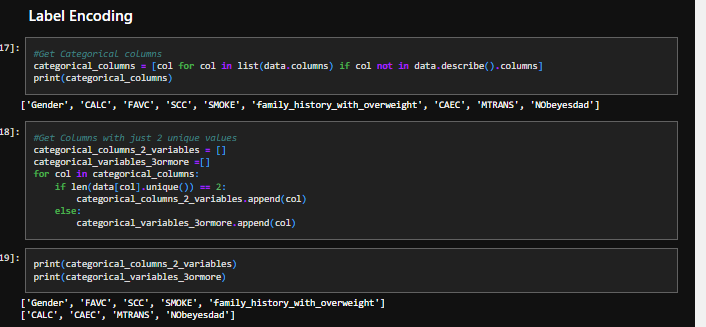 Label Encoding
17]:
#Get Categorical columns
categorical_columns = [col for col in list(data.columns) if col not in data.describe().columns]
print(categorical_columns)
['Gender', 'CALC', 'FAVC', 'SCC', 'SMOKE', 'family_history_with_overweight', 'CAEC', 'MTRANS', 'NObeyesdad']
18]:
#Get Columns with just 2 unique values
categorical_columns_2_variables = []
categorical_variables_3ormore =[]
for col in categorical_columns:
    if len(data[col].unique()) == 2:
        categorical_columns_2_variables.append(col)
    else:
        categorical_variables_3ormore.append(col)
19]:
print(categorical_columns_2_variables)
print(categorical_variables_3ormore)
['Gender', 'FAVC', 'SCC', 'SMOKE', 'family_history_with_overweight']
['CALC', 'CAEC', 'MTRANS', 'NObeyesdad']